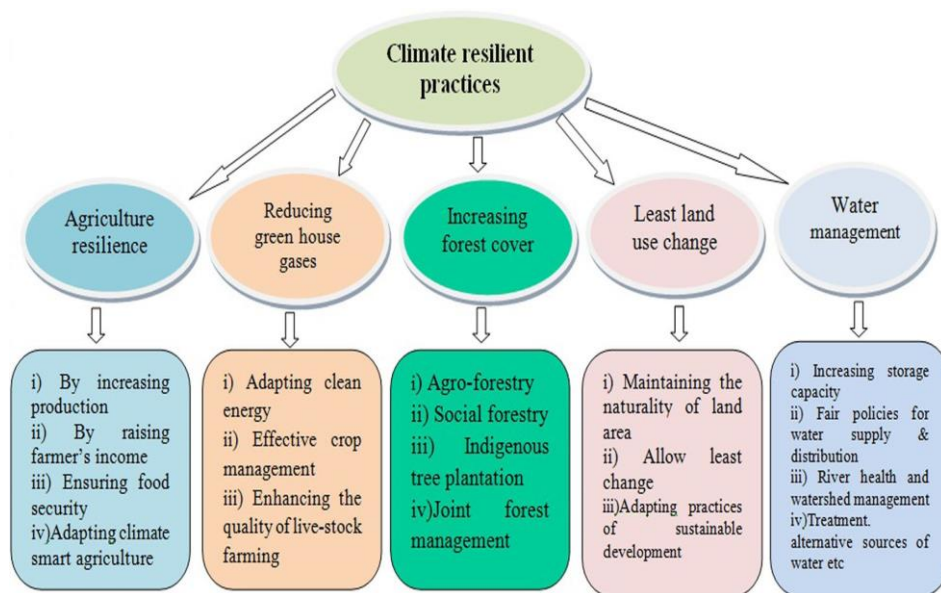 Climate resilient
practices
Agriculture
resilience
Reducing
green house
gases
Increasing
forest cover
Least land
use change
Water
management
i) By increasing
production
ii) By raising
farmer's income
iii) Ensuring food
security
iv)Adapting climate
smart agriculture
i) Adapting clean
energy
ii) Effective crop
management
iii) Enhancing the
quality of live-stock
farming
i) Agro-forestry
ii) Social forestry
iii) Indigenous
tree plantation
iv)Joint forest
management
i) Maintaining the
naturality of land
area
ii) Allow least
change
iii)Adapting practices
of sustainable
development
i) Increasing storage
capacity
ii) Fair policies for
water supply &
distribution
iii) River health and
watershed management
iv)Treatment.
alternative sources of
water etc